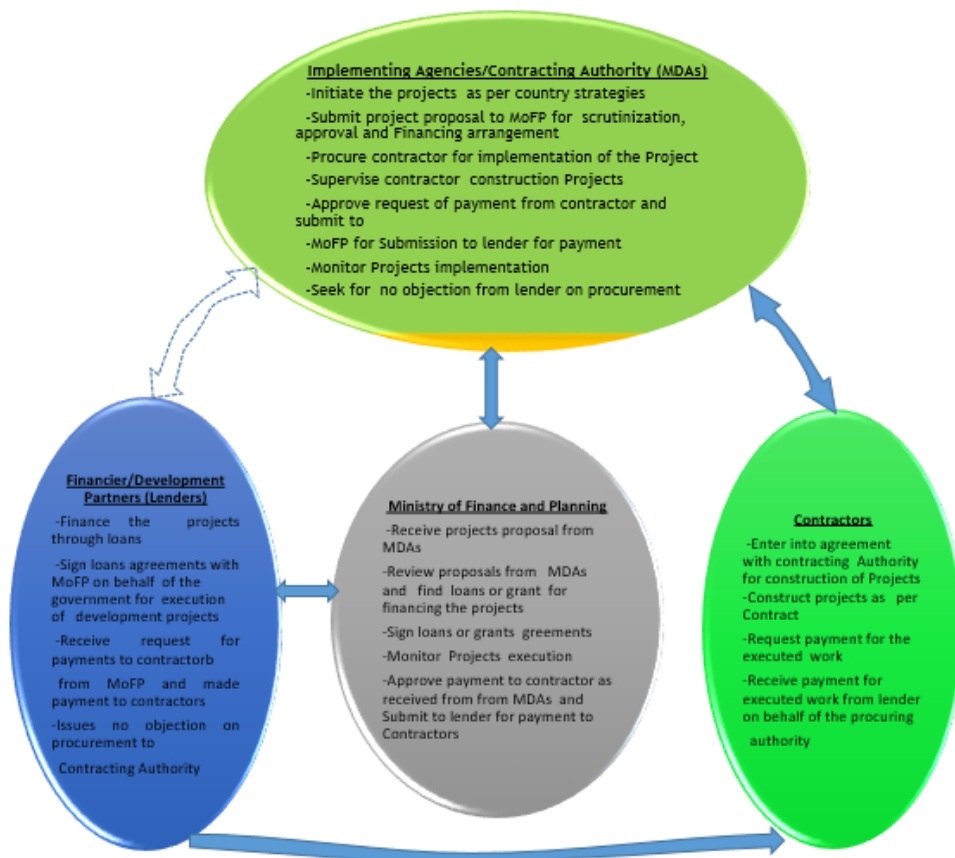 Implementing Agencies/Contracting Authority (MDAs)
-Initiate the projects as per country strategies
-Submit project proposal to MoFP for scrutinization,
approval and Financing arrangement
-Procure contractor for implementation of the Project
-Supervise contractor construction Projects
-Approve request of payment from contractor and
submit to
-MoFP for Submission to lender for payment
-Monitor Projects implementation
-Seek for no objection from lender on procurement
Financier/Development
Partners (Lenders)
-Finance the projects
through loans
-Sign loans agreements with
MoFP on behalf of the
government for execution
of development projects
-Receive request for
payments to contractorb
from MoFP and made
payment to contractors
-Issues no objection on
procurement to
Contracting Authority
Ministry of Finance and Planning
-Receive projects proposal from
MDAs
-Review proposals from MDAs
and find loans or grant for
financing the projects
-Sign loans or grants greements
-Monitor Projects execution
-Approve payment to contractor as
received from from MDAs and
Submit to lender for payment to
Contractors
Contractors
-Enter into agreement
with contracting Authority
for construction of Projects
-Construct projects as per
Contract
-Request payment for the
executed work
-Receive payment for
executed work from lender
on behalf of the procuring
authority